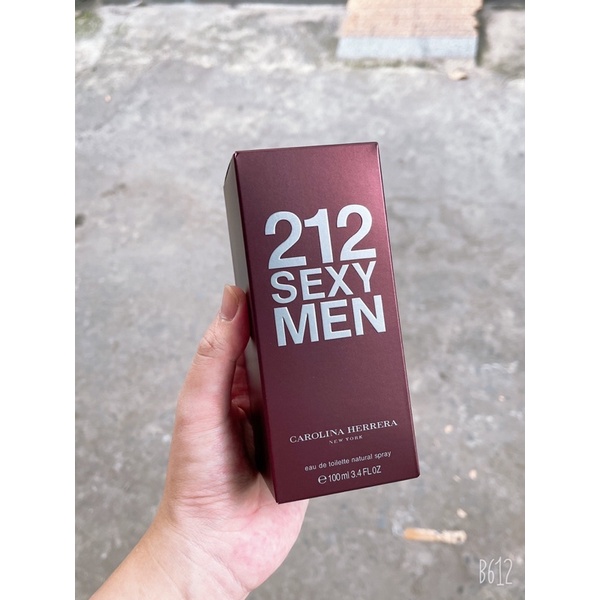 212
SEXY
MEN
CAROLINA HERRERA
NEW YORK
eau de toilette natural spray
℮ 100 ml 3.4 FL.OZ
B612